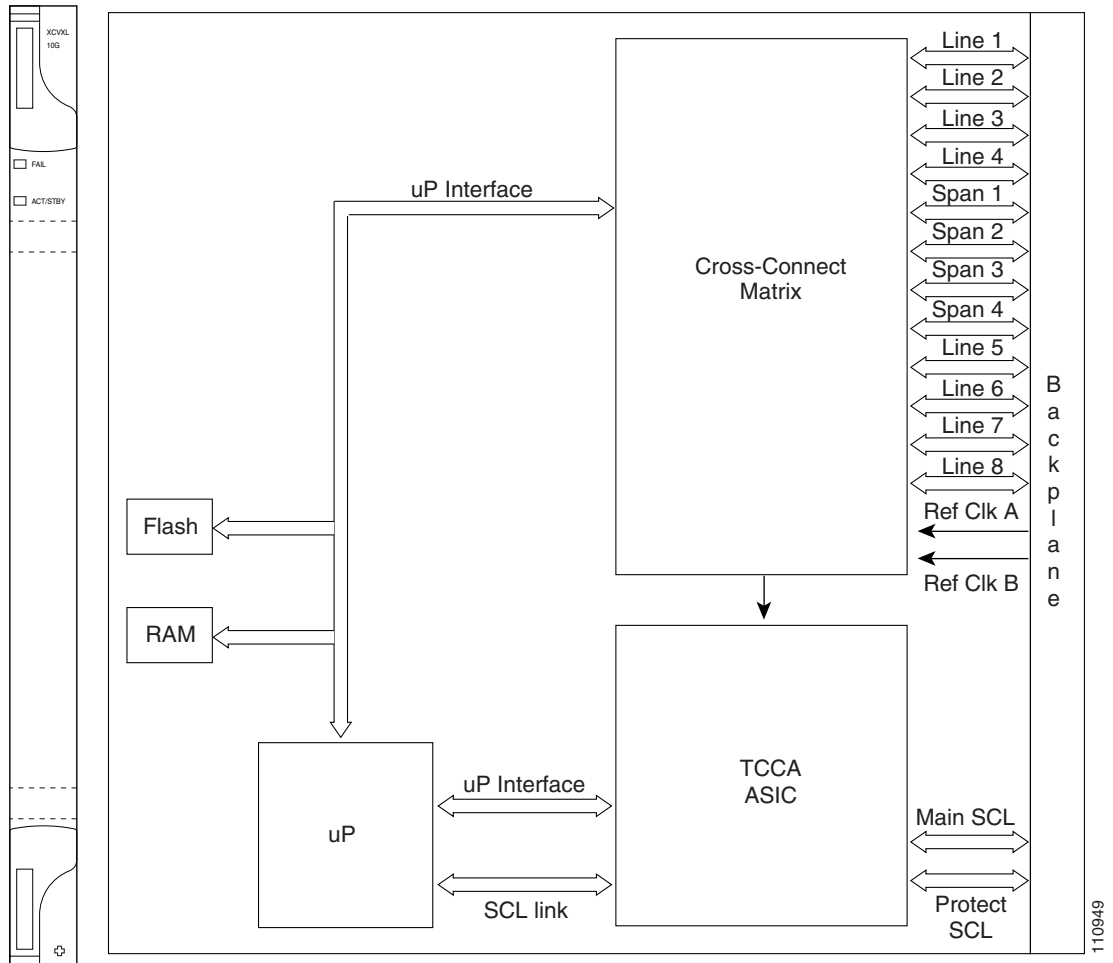 XCVXL
10G
FAIL
ACT/STBY
uP Interface
Cross-Connect
Matrix
Line 1
Line 2
Line 3
Line 4
Span 1
Span 2
Span 3
Span 4
Line 5
Line 6
Line 7
Line 8
Ref Clk A
Ref Clk B
Backplane
Flash
RAM
uP
uP Interface
SCL link
TCCA
ASIC
Main SCL
Protect
SCL
110949